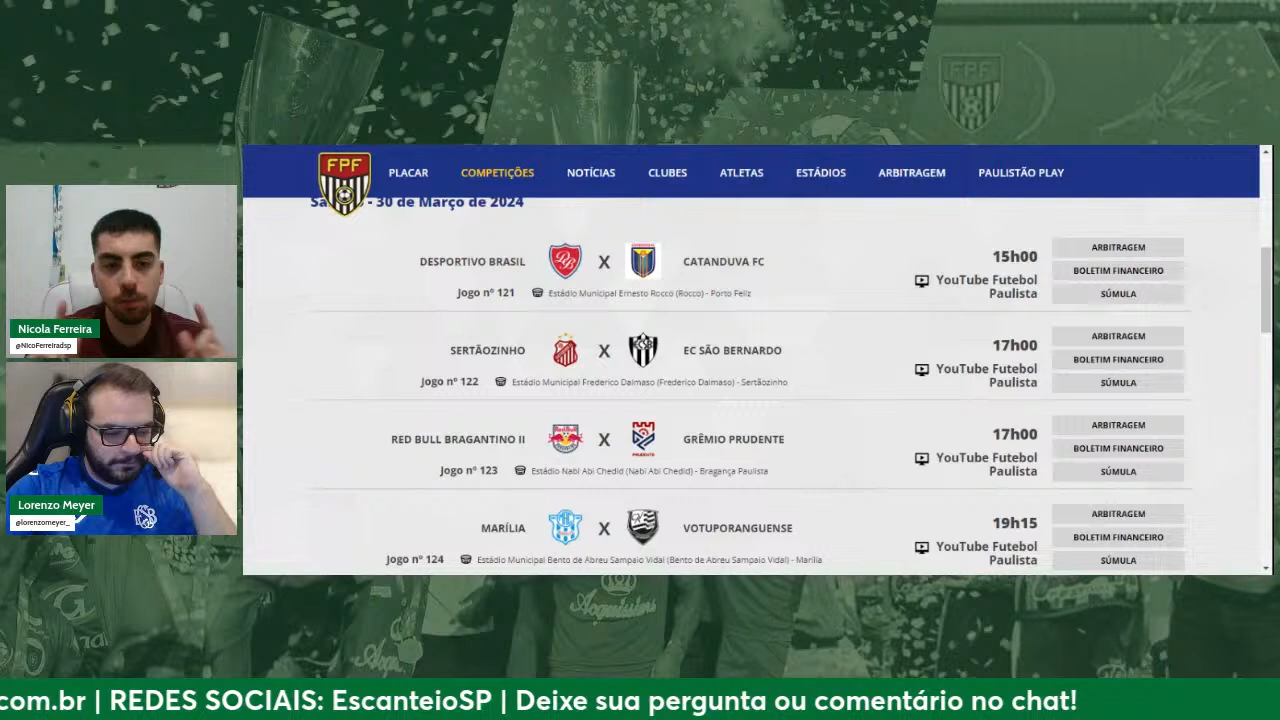 FPF
PLACAR COMPETIÇÕES NOTÍCIAS CLUBES ATLETAS ESTÁDIOS ARBITRAGEM PAULISTÃO PLAY
- 30 de Março de 2024
DESPORTIVO BRASIL X CATANDUVA FC
Jogo nº 121 Estádio Municipal Ernesto Rocco (Rocco) - Porto Feliz
15h00
YouTube Futebol
Paulista
ARBITRAGEM
BOLETIM FINANCEIRO
SÚMULA
SERTÃOZINHO X EC SÃO BERNARDO
Jogo nº 122 Estádio Municipal Frederico Dalmaso (Frederico Dalmaso) - Sertãozinho
17h00
YouTube Futebol
Paulista
ARBITRAGEM
BOLETIM FINANCEIRO
SÚMULA
RED BULL BRAGANTINO II X GRÊMIO PRUDENTE
Jogo nº 123 Estádio Nabi Abi Chedid (Nabi Abi Chedid) - Bragança Paulista
17h00
YouTube Futebol
Paulista
ARBITRAGEM
BOLETIM FINANCEIRO
SÚMULA
MARÍLIA X VOTUPORANGUENSE
Jogo nº 124 Estádio Municipal Bento de Abreu Sampaio Vidal (Bento de Abreu Sampaio Vidal) - Marília
19h15
YouTube Futebol
Paulista
ARBITRAGEM
BOLETIM FINANCEIRO
SÚMULA
Nicola Ferreira
@NicoFerreiradsp
Lorenzo Meyer
@lorenzomeyer_
.com.br | REDES SOCIAIS: EscanteioSP | Deixe sua pergunta ou comentário no chat!